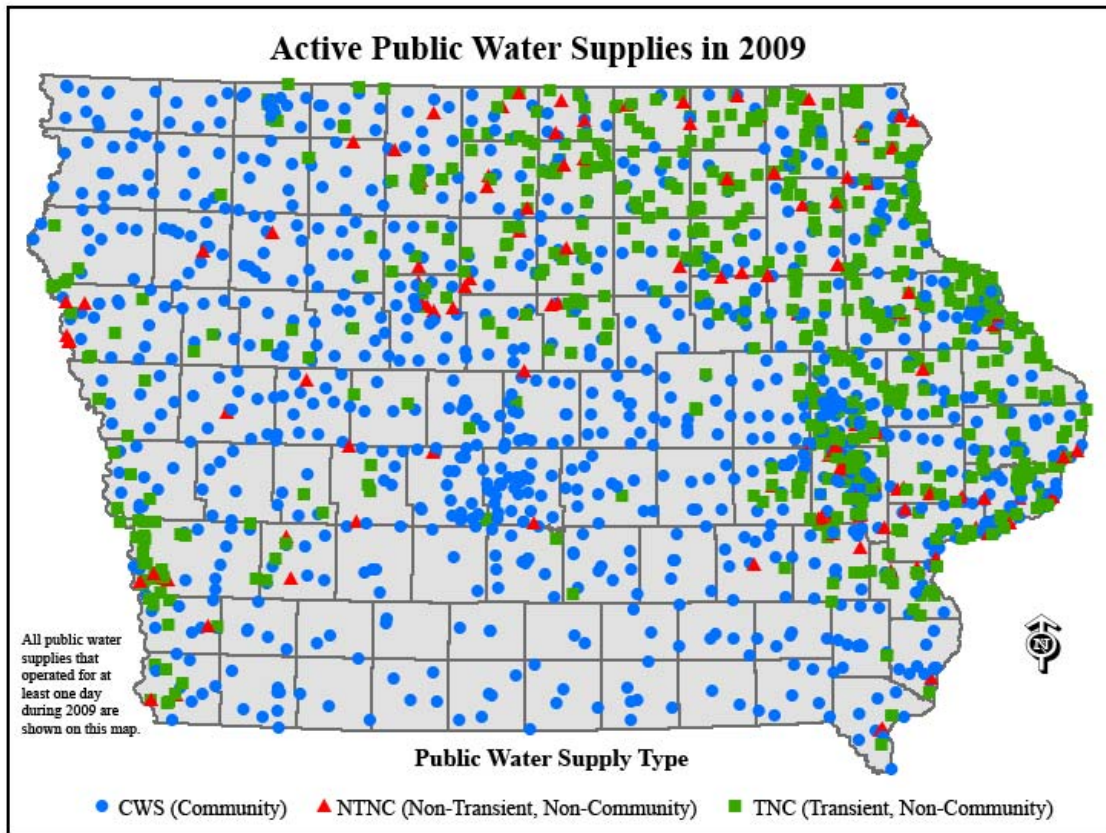 Active Public Water Supplies in 2009
All public water
supplies that
operated for at
least one day
during 2009 are
shown on this map.
N
Public Water Supply Type
CWS (Community)
NTNC (Non-Transient, Non-Community)
TNC (Transient, Non-Community)